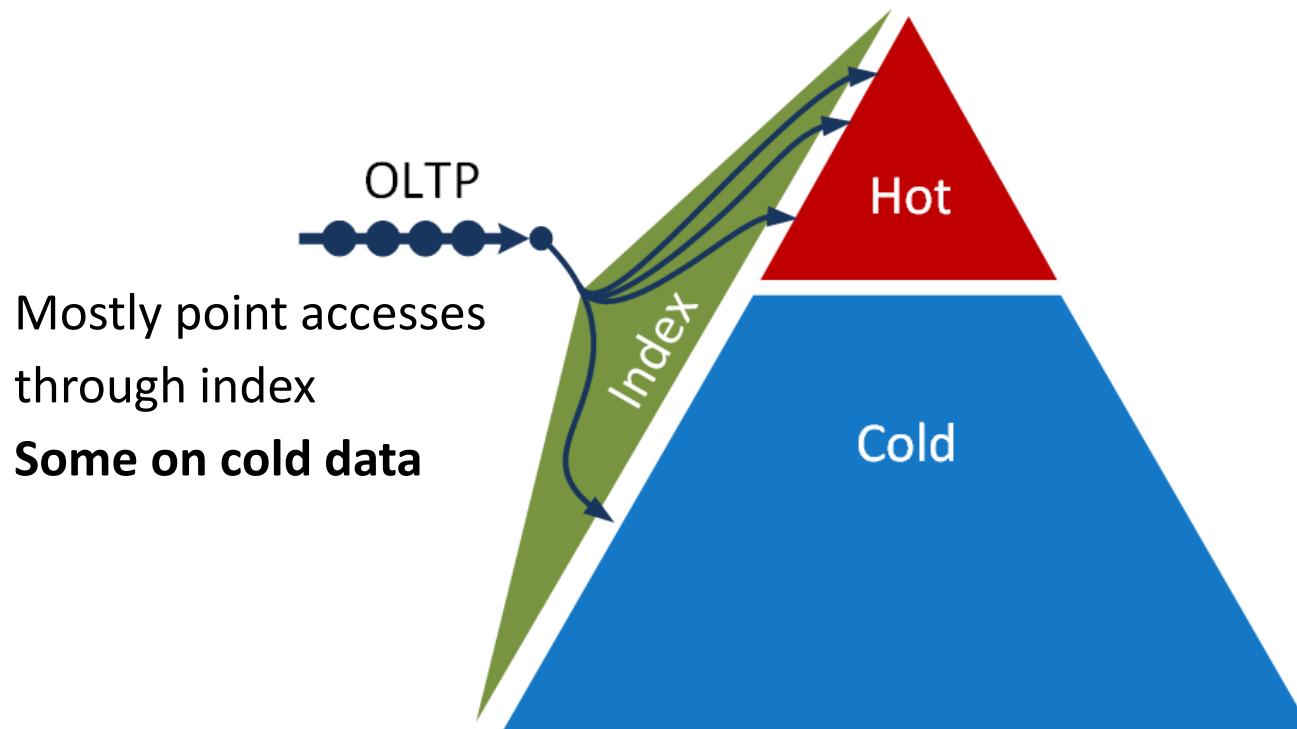 OLTP
Mostly point accesses
through index
Some on cold data
Index
Hot
Cold